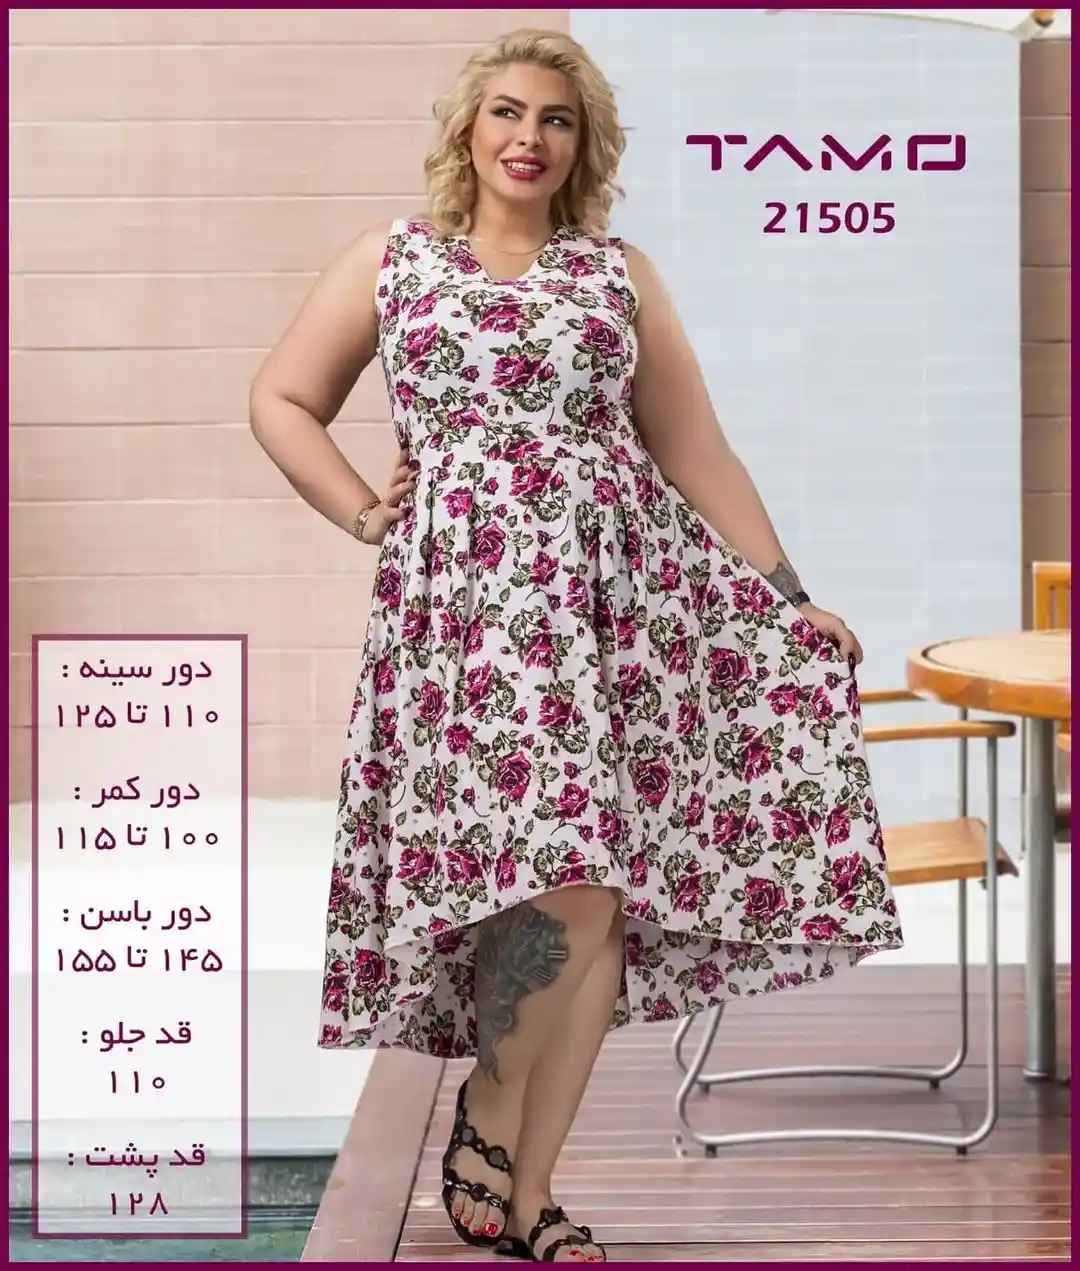 TAMO
21505
دور سینه :
۱۱۰ تا ۱۲۵
دور کمر :
۱۰۰ تا ۱۱۵
دور باسن :
۱۴۵ تا ۱۵۵
قد جلو :
۱۱۰
قد پشت :
۱۲۸